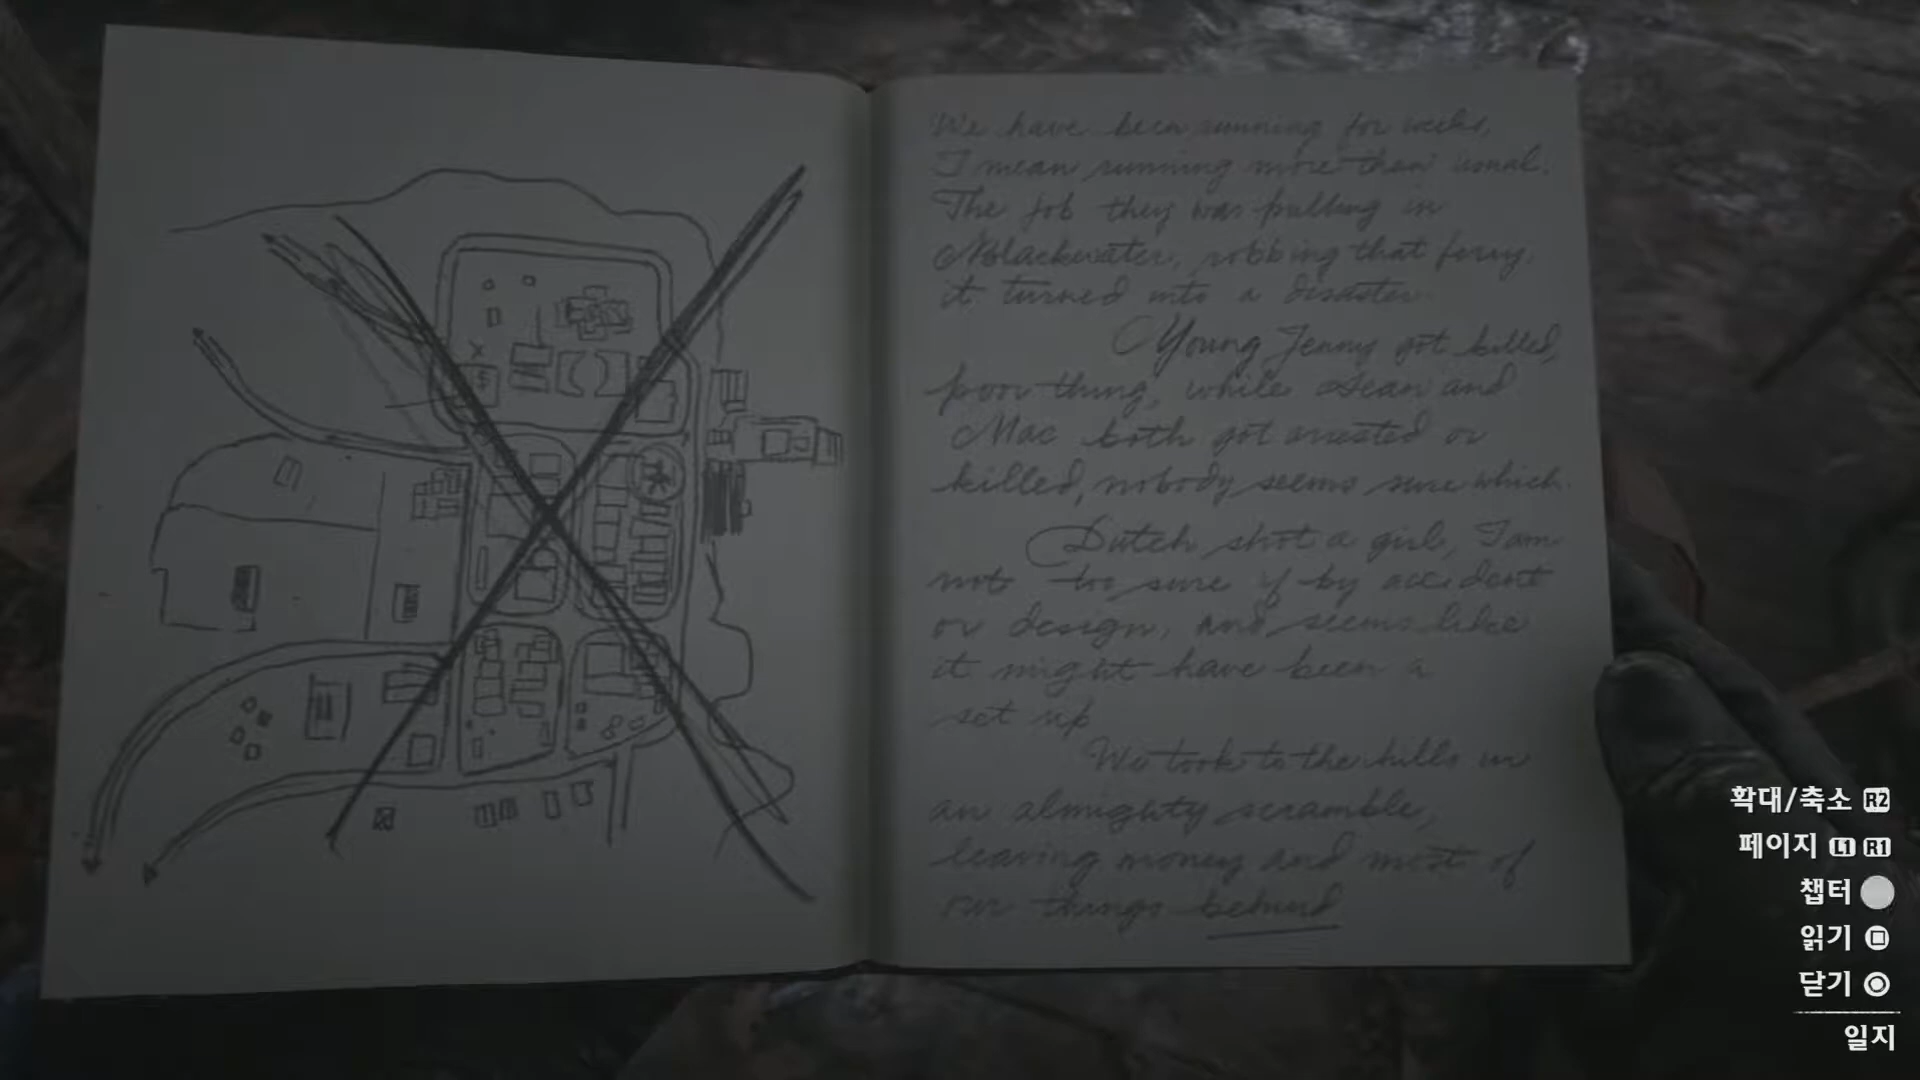 We have been running for weeks,
I mean running more than usual.
The job they was pulling in
Blackwater, robbing that ferry,
it turned into a disaster.
Young Jenny got killed,
poor thing, while Sean and
Mac both got arrested or
killed, nobody seems sure which.
Dutch shot a girl, I am
not too sure if by accident
or design, and seems like
it might have been a
set up
We took to the hills in
an almighty scramble,
leaving money and most of
our things behind
확대/축소 R2
페이지 L1 R1
챕터
읽기
닫기
일지